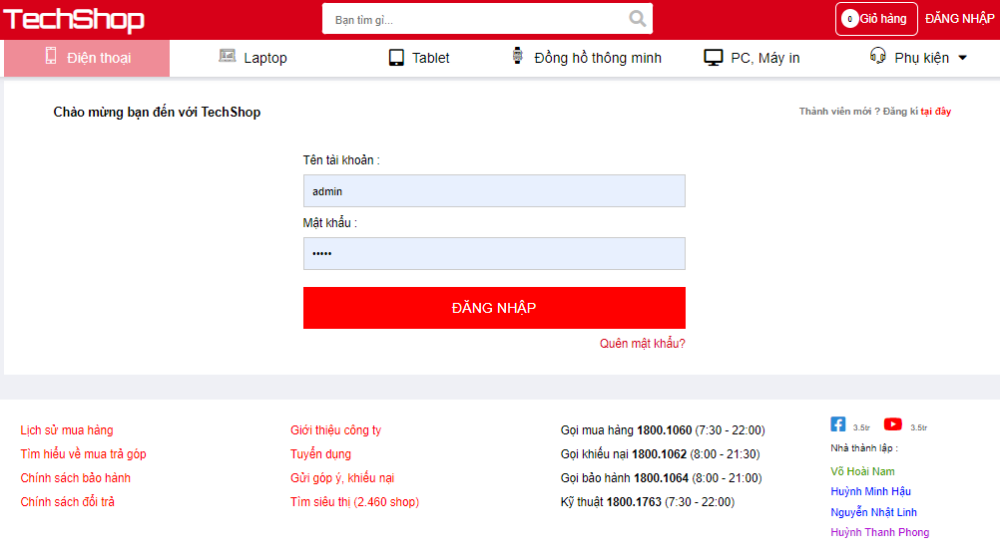 TechShop
Bạn tìm gì...
0 Giỏ hàng
ĐĂNG NHẬP
Điện thoại
Laptop
Tablet
Đồng hồ thông minh
PC, Máy in
Phụ kiện
Chào mừng bạn đến với TechShop
Thành viên mới ? Đăng kí tại đây
Tên tài khoản :
admin
Mật khẩu :
•••••
ĐĂNG NHẬP
Quên mật khẩu?
Lịch sử mua hàng
Tìm hiểu về mua trả góp
Chính sách bảo hành
Chính sách đổi trả
Giới thiệu công ty
Tuyển dụng
Gửi góp ý, khiếu nại
Tìm siêu thị (2.460 shop)
Gọi mua hàng 1800.1060 (7:30 - 22:00)
Gọi khiếu nại 1800.1062 (8:00 - 21:30)
Gọi bảo hành 1800.1064 (8:00 - 21:00)
Kỹ thuật 1800.1763 (7:30 - 22:00)
3.5tr 3.5tr
Nhà thành lập :
Võ Hoài Nam
Huỳnh Minh Hậu
Nguyễn Nhật Linh
Huỳnh Thanh Phong